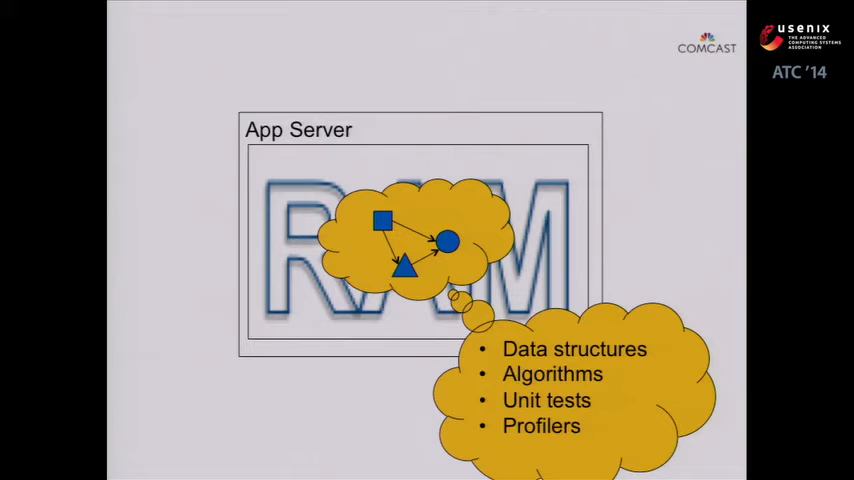 COMCAST
usenix
THE ADVANCED
COMPUTING SYSTEMS
ASSOCIATION
ATC '14
App Server
RAM
• Data structures
• Algorithms
• Unit tests
• Profilers